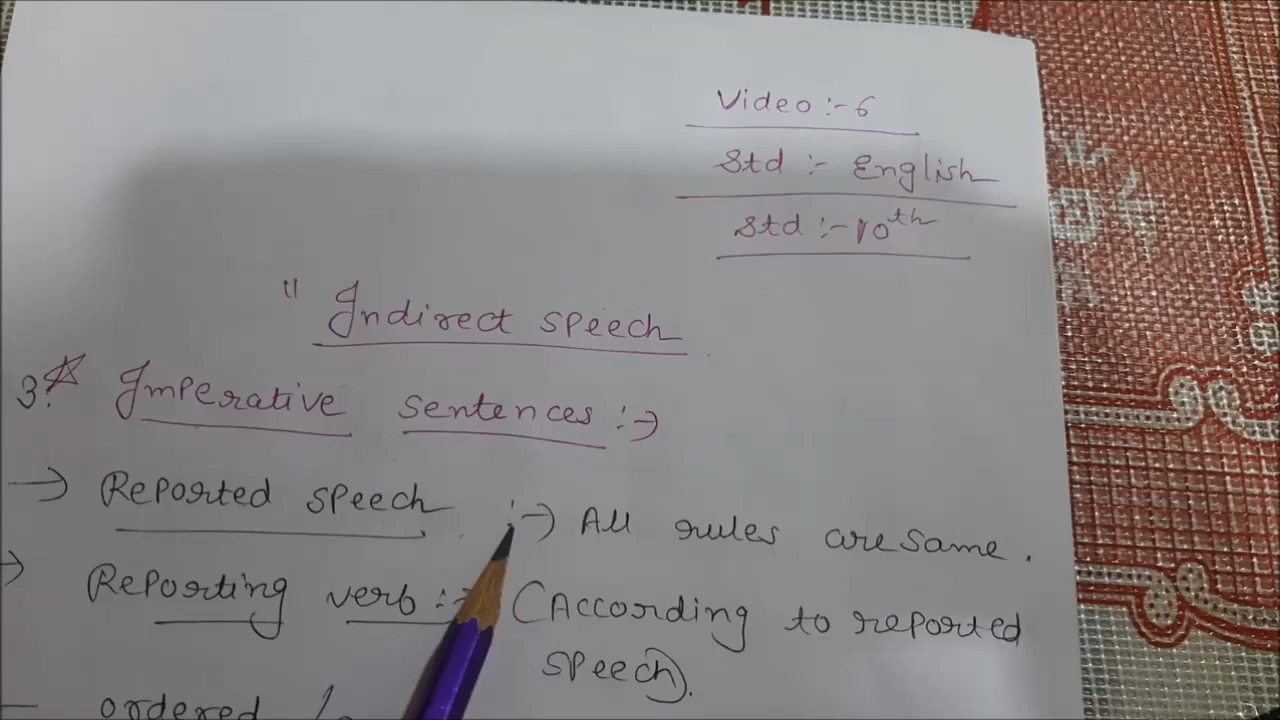 Video :- 6
Std :- English
Std :- 10th
" Indirect speech
3. Imperative sentences :→
→ Reported speech :→ All rules are same.
→ Reporting verb :→ (According to reported
speech).
ordered /